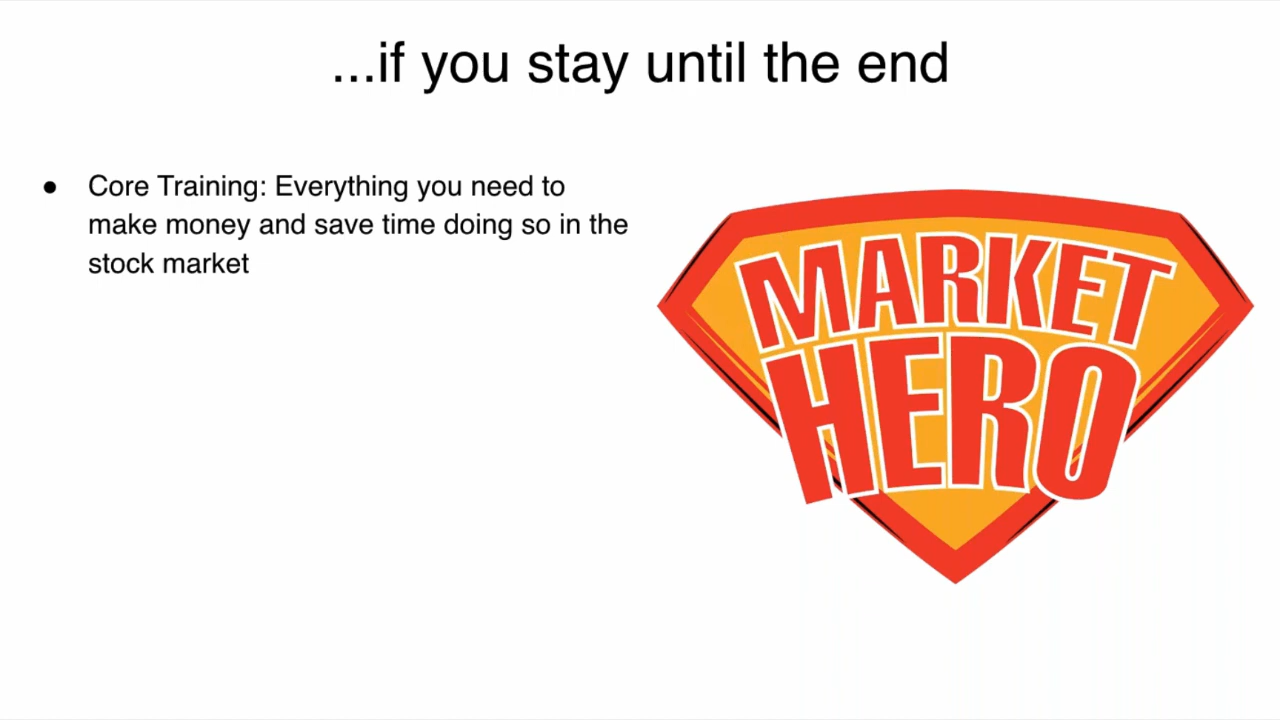 ...if you stay until the end
● Core Training: Everything you need to
make money and save time doing so in the
stock market
MARKET
HERO